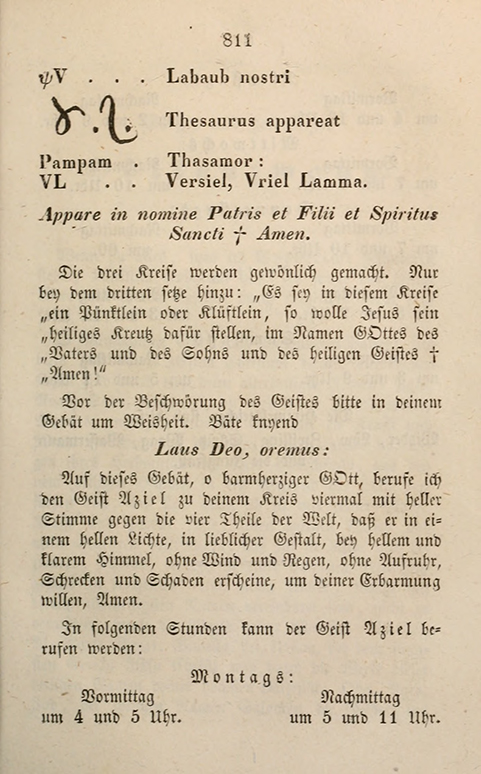 811
ψV . . . Labaub nostri
Thesaurus appareat
Pampam . Thasamor :
VL . . Versiel, Vriel Lamma.
Appare in nomine Patris et Filii et Spiritus
Sancti † Amen.
Die drei Kreise werden gewönlich gemacht. Nur
bey dem dritten setze hinzu: „Es sey in diesem Kreise
„ein Pünktlein oder Klüftlein, so wolle Jesus sein
„heiliges Kreutz dafür stellen, im Namen GOttes des
„Vaters und des Sohns und des heiligen Geistes †
„Amen!“
Vor der Beschwörung des Geistes bitte in deinem
Gebät um Weisheit. Bäte knyend
Laus Deo, oremus:
Auf dieses Gebät, o barmherziger GOtt, berufe ich
den Geist Aziel zu deinem Kreis viermal mit heller
Stimme gegen die vier Theile der Welt, daß er in ei=
nem hellen Lichte, in lieblicher Gestalt, bey hellem und
klarem Himmel, ohne Wind und Regen, ohne Aufruhr,
Schrecken und Schaden erscheine, um deiner Erbarmung
willen, Amen.
In folgenden Stunden kann der Geist Aziel be=
rufen werden:
Montags:
Vormittag Nachmittag
um 4 und 5 Uhr. um 5 und 11 Uhr.